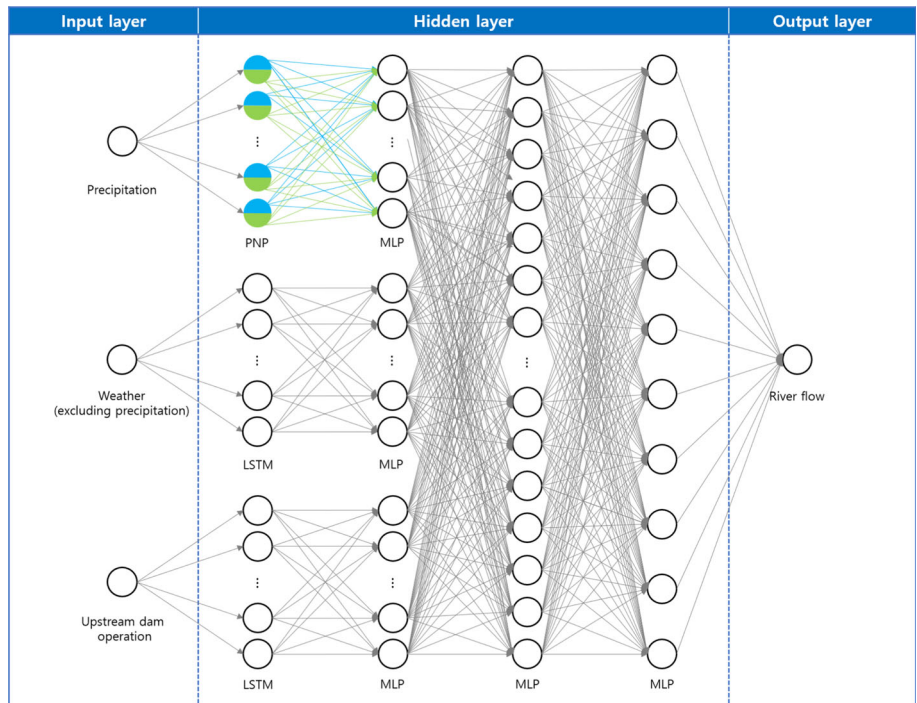 Input layer
Hidden layer
Output layer
Precipitation
PNP
MLP
Weather
(excluding precipitation)
LSTM
MLP
River flow
Upstream dam
operation
LSTM
MLP
MLP
MLP